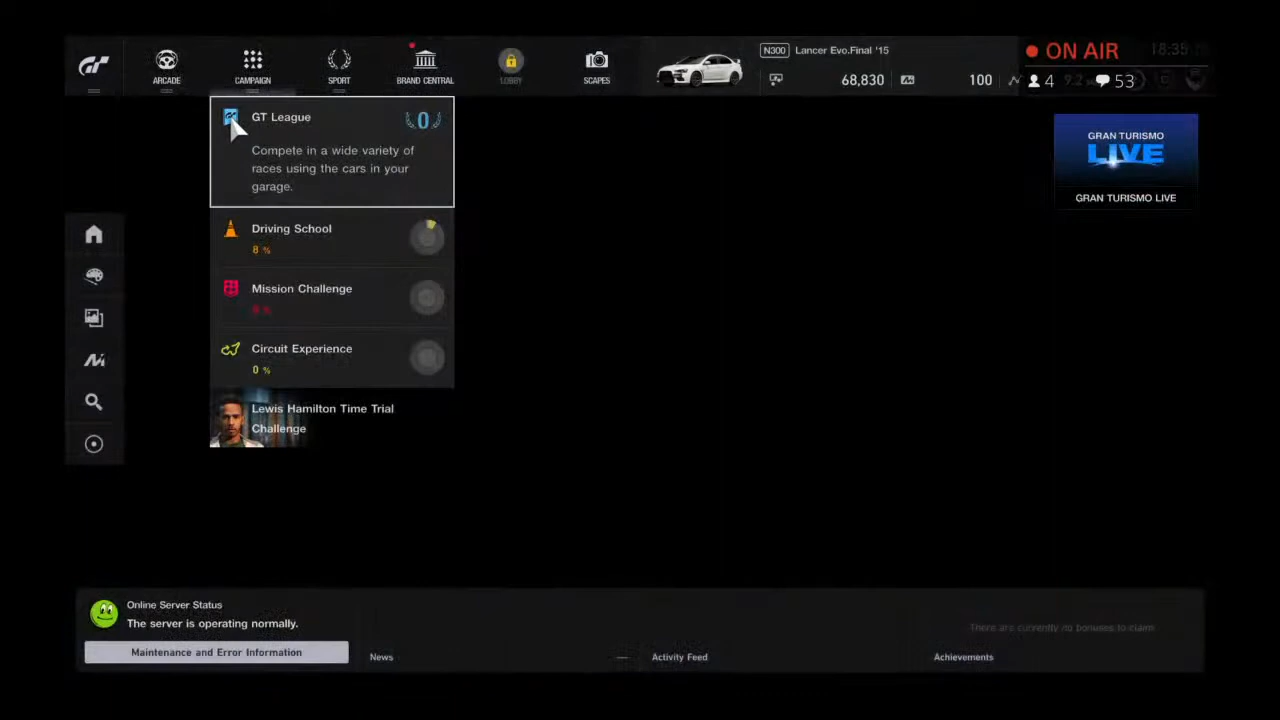 ARCADE
CAMPAIGN
SPORT
BRAND CENTRAL
LOBBY
SCAPES
N300 Lancer Evo.Final '15
68,830
100
ON AIR
18:35
4
53
GT League
0
Compete in a wide variety of
races using the cars in your
garage.
Driving School
8 %
Mission Challenge
0 %
Circuit Experience
0 %
Lewis Hamilton Time Trial
Challenge
GRAN TURISMO
LIVE
GRAN TURISMO LIVE
Online Server Status
The server is operating normally.
Maintenance and Error Information
News
Activity Feed
There are currently no bonuses to claim
Achievements